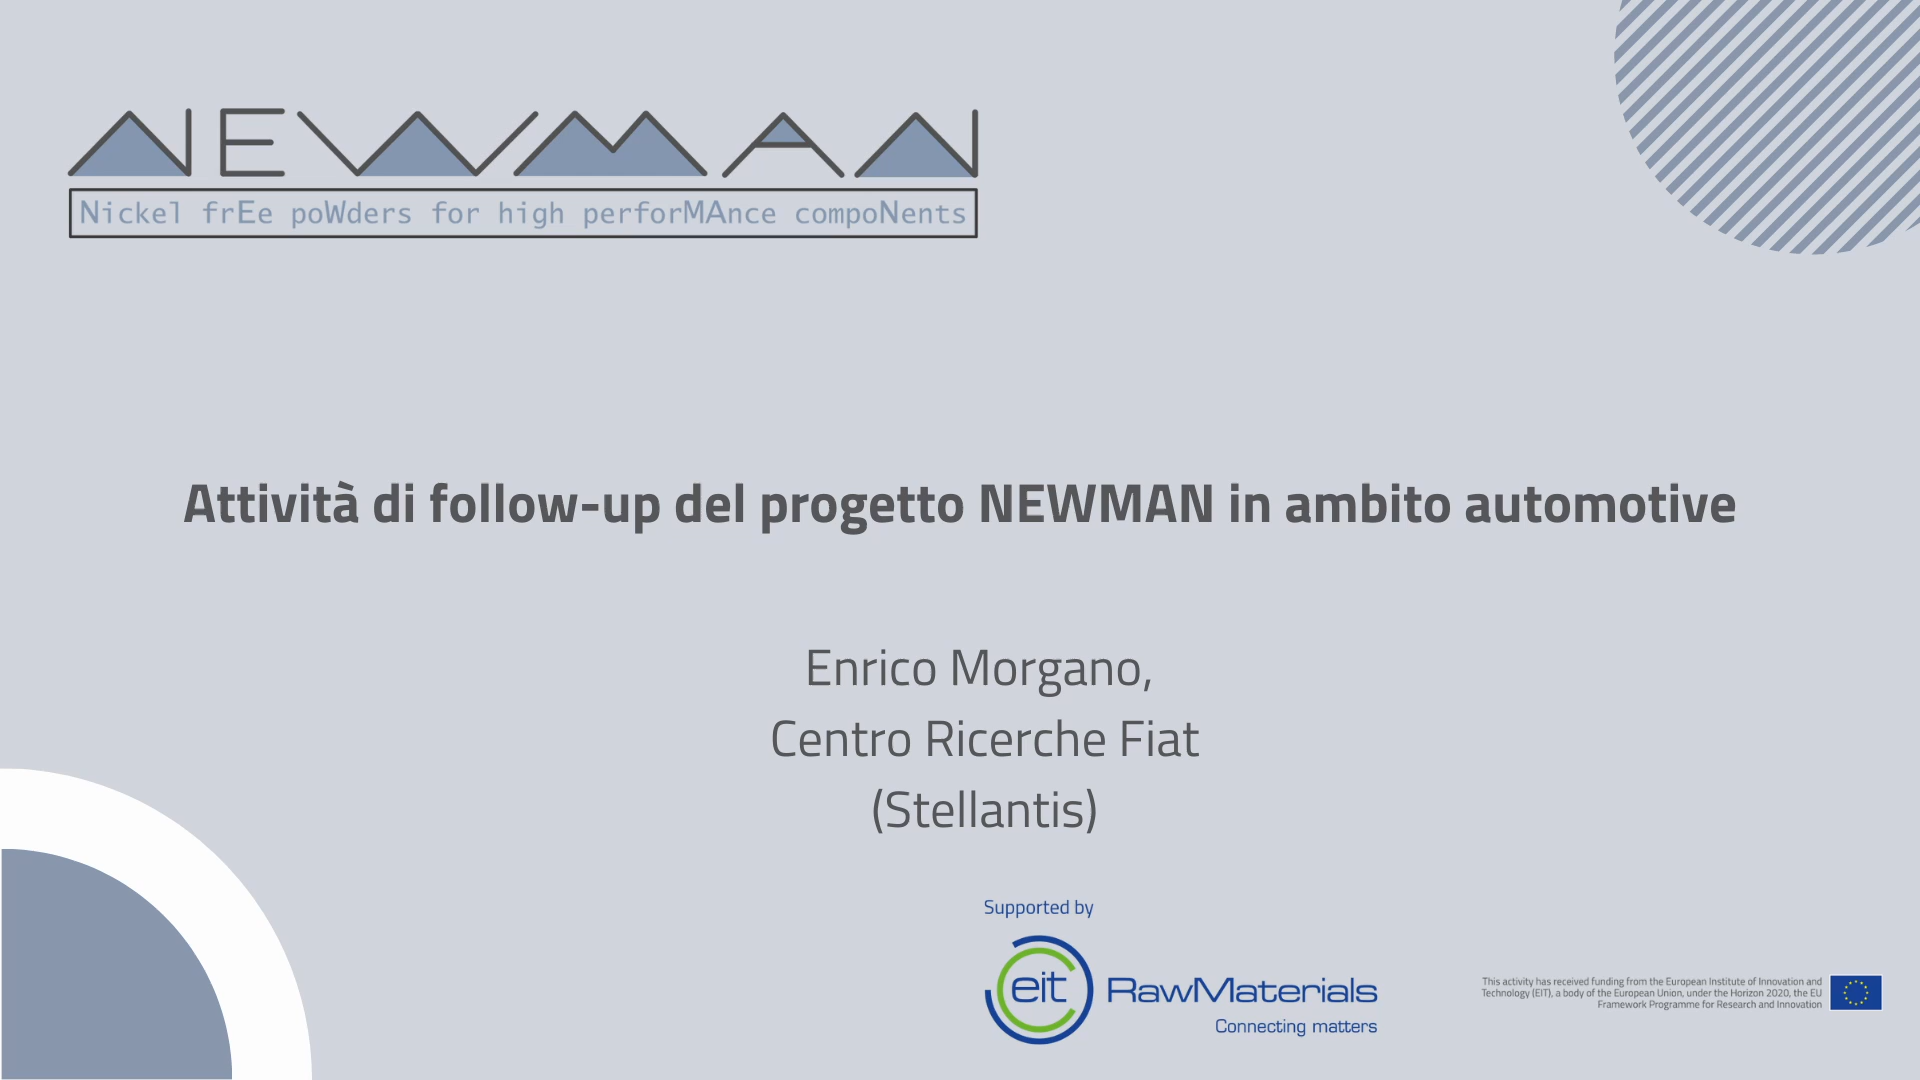 NEWMAN
Nickel frEe poWders for high perforMAnce compoNents
Attività di follow-up del progetto NEWMAN in ambito automotive
Enrico Morgano,
Centro Ricerche Fiat
(Stellantis)
Supported by
eit RawMaterials
Connecting matters
This activity has received funding from the European Institute of Innovation and
Technology (EIT), a body of the European Union, under the Horizon 2020, the EU
Framework Programme for Research and Innovation